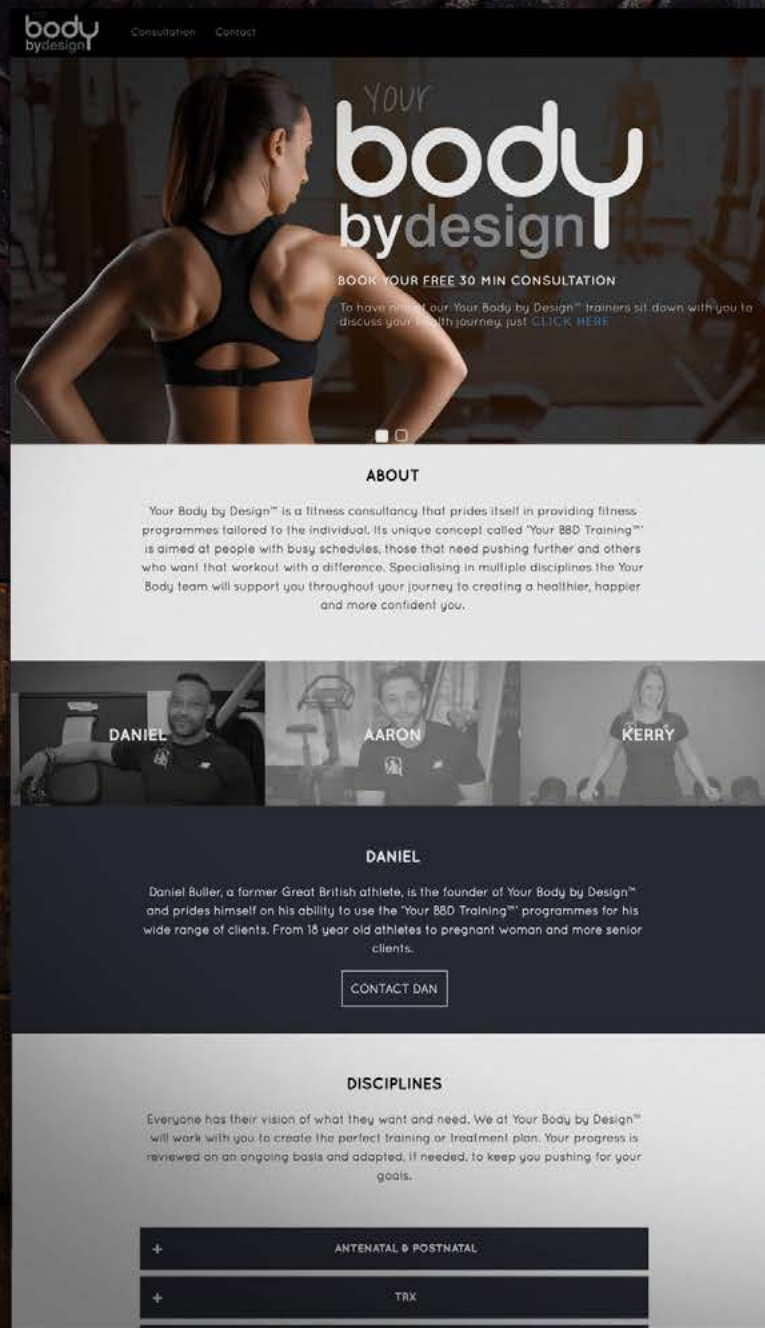 body
bydesign
Consultation Contact
Your
body
bydesign
BOOK YOUR FREE 30 MIN CONSULTATION
To have one of our Your Body by Design™ trainers sit down with you to
discuss your health journey, just CLICK HERE
ABOUT
Your Body by Design™ is a fitness consultancy that prides itself in providing fitness
programmes tailored to the individual. Its unique concept called 'Your BBD Training™'
is aimed at people with busy schedules, those that need pushing further and others
who want that workout with a difference. Specialising in multiple disciplines the Your
Body team will support you throughout your journey to creating a healthier, happier
and more confident you.
DANIEL AARON KERRY
DANIEL
Daniel Buller, a former Great British athlete, is the founder of Your Body by Design™
and prides himself on his ability to use the 'Your BBD Training™' programmes for his
wide range of clients. From 18 year old athletes to pregnant woman and more senior
clients.
CONTACT DAN
DISCIPLINES
Everyone has their vision of what they want and need. We at Your Body by Design™
will work with you to create the perfect training or treatment plan. Your progress is
reviewed on an ongoing basis and adapted, if needed, to keep you pushing for your
goals.
+ ANTENATAL & POSTNATAL
+ TRX